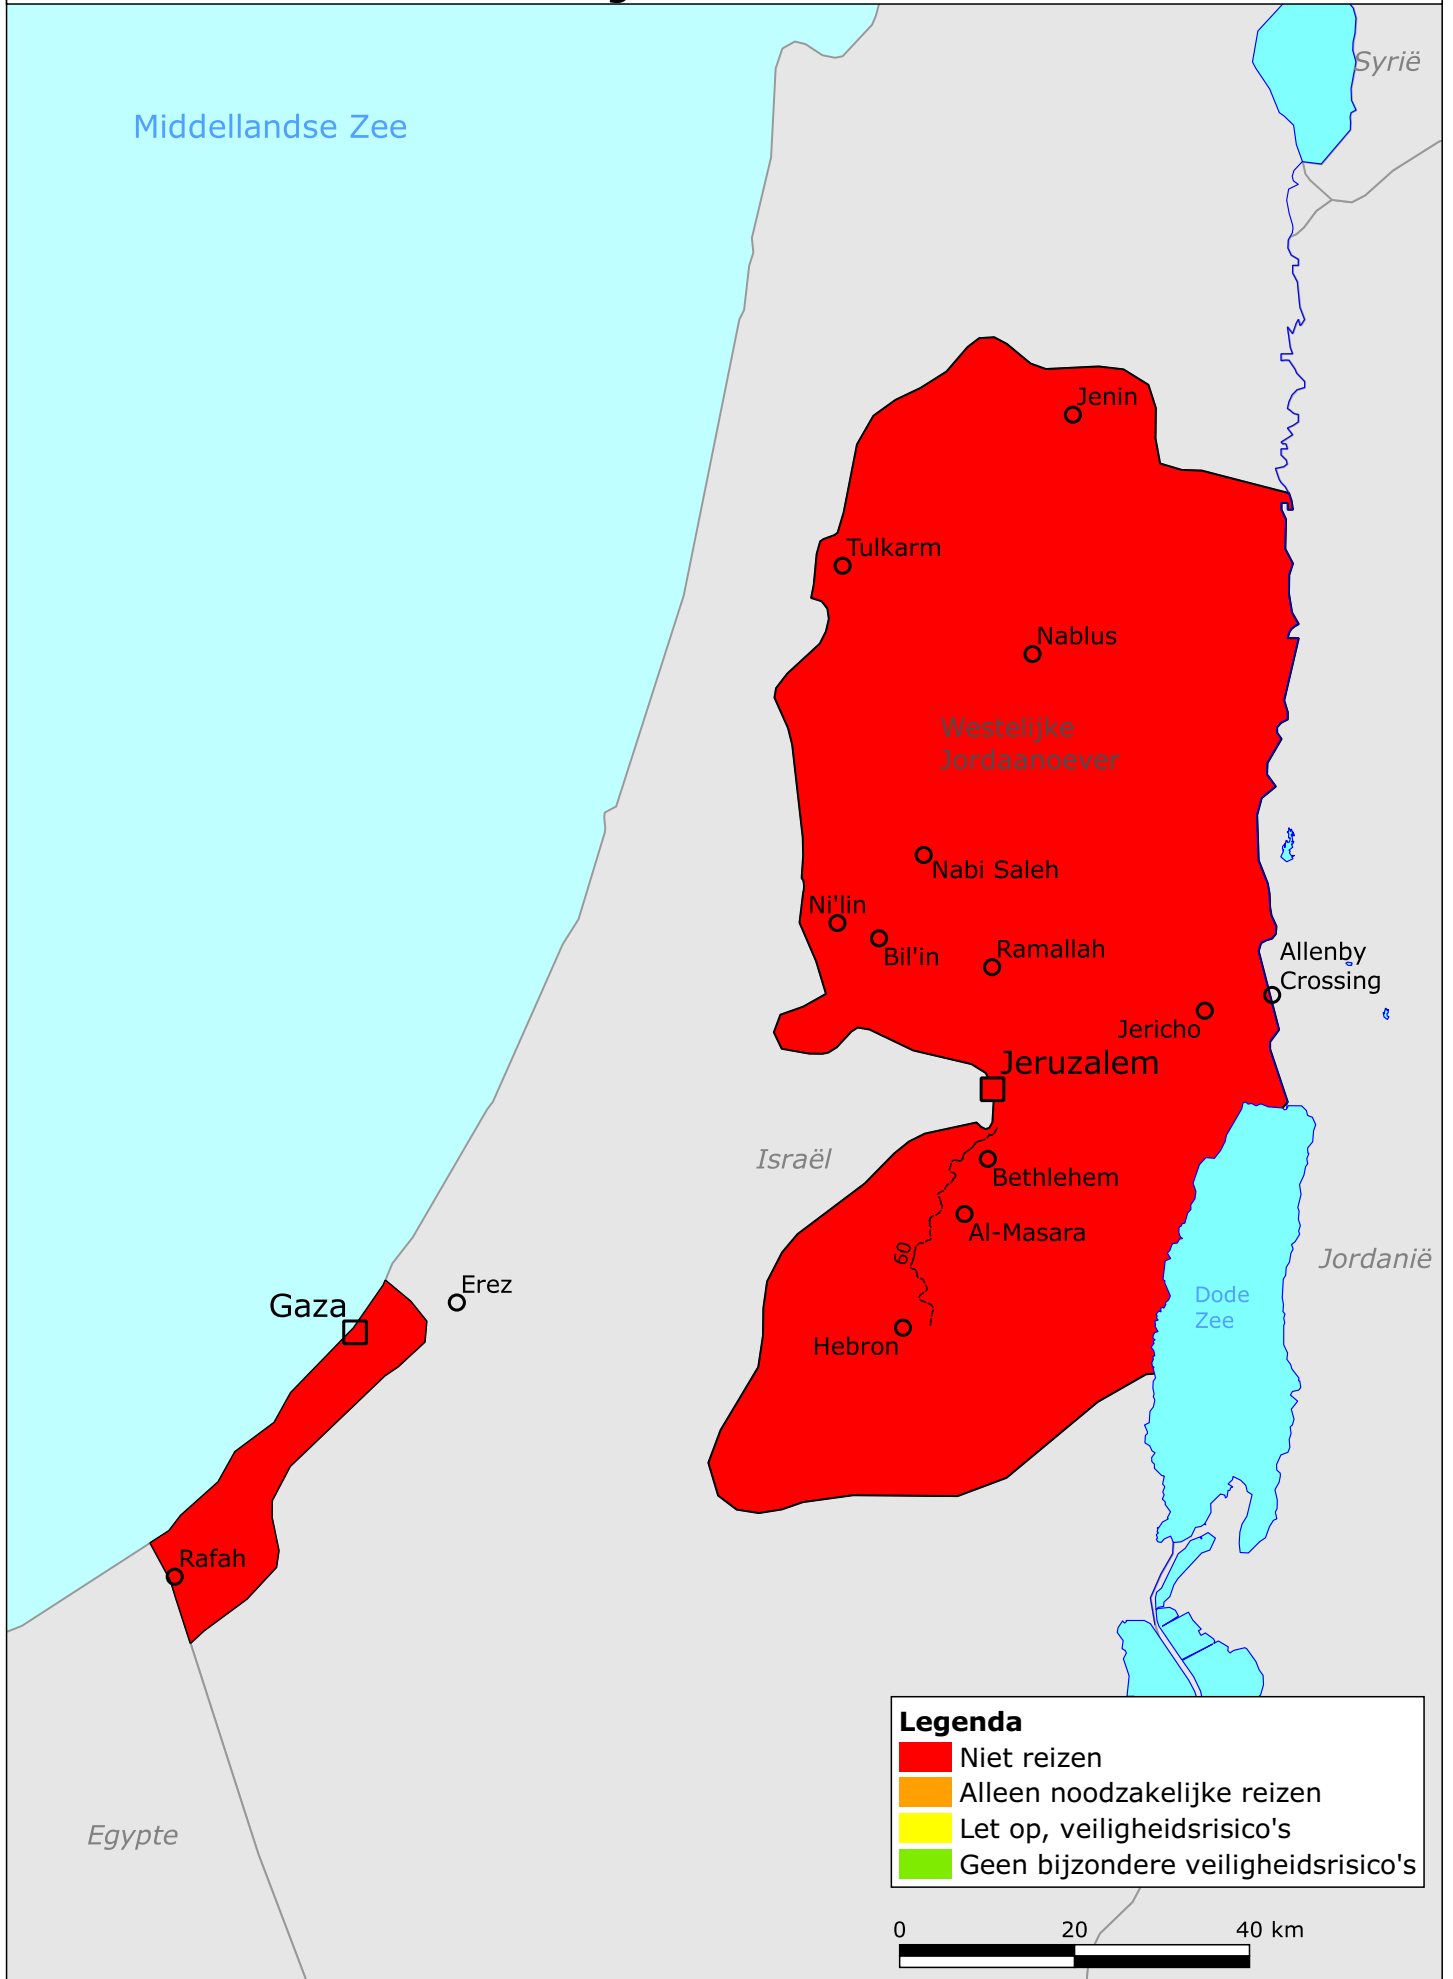 Syrië
Middellandse Zee
Jenin
Tulkarm
Nablus
Westelijke
Jordaanoever
Nabi Saleh
Ni'lin
Bil'in
Ramallah
Allenby
Crossing
Jericho
Jeruzalem
Israël
Bethlehem
Al-Masara
60
Jordanië
Erez
Gaza
Dode
Zee
Hebron
Rafah
Egypte
Legenda
Niet reizen
Alleen noodzakelijke reizen
Let op, veiligheidsrisico's
Geen bijzondere veiligheidsrisico's
0 20 40 km